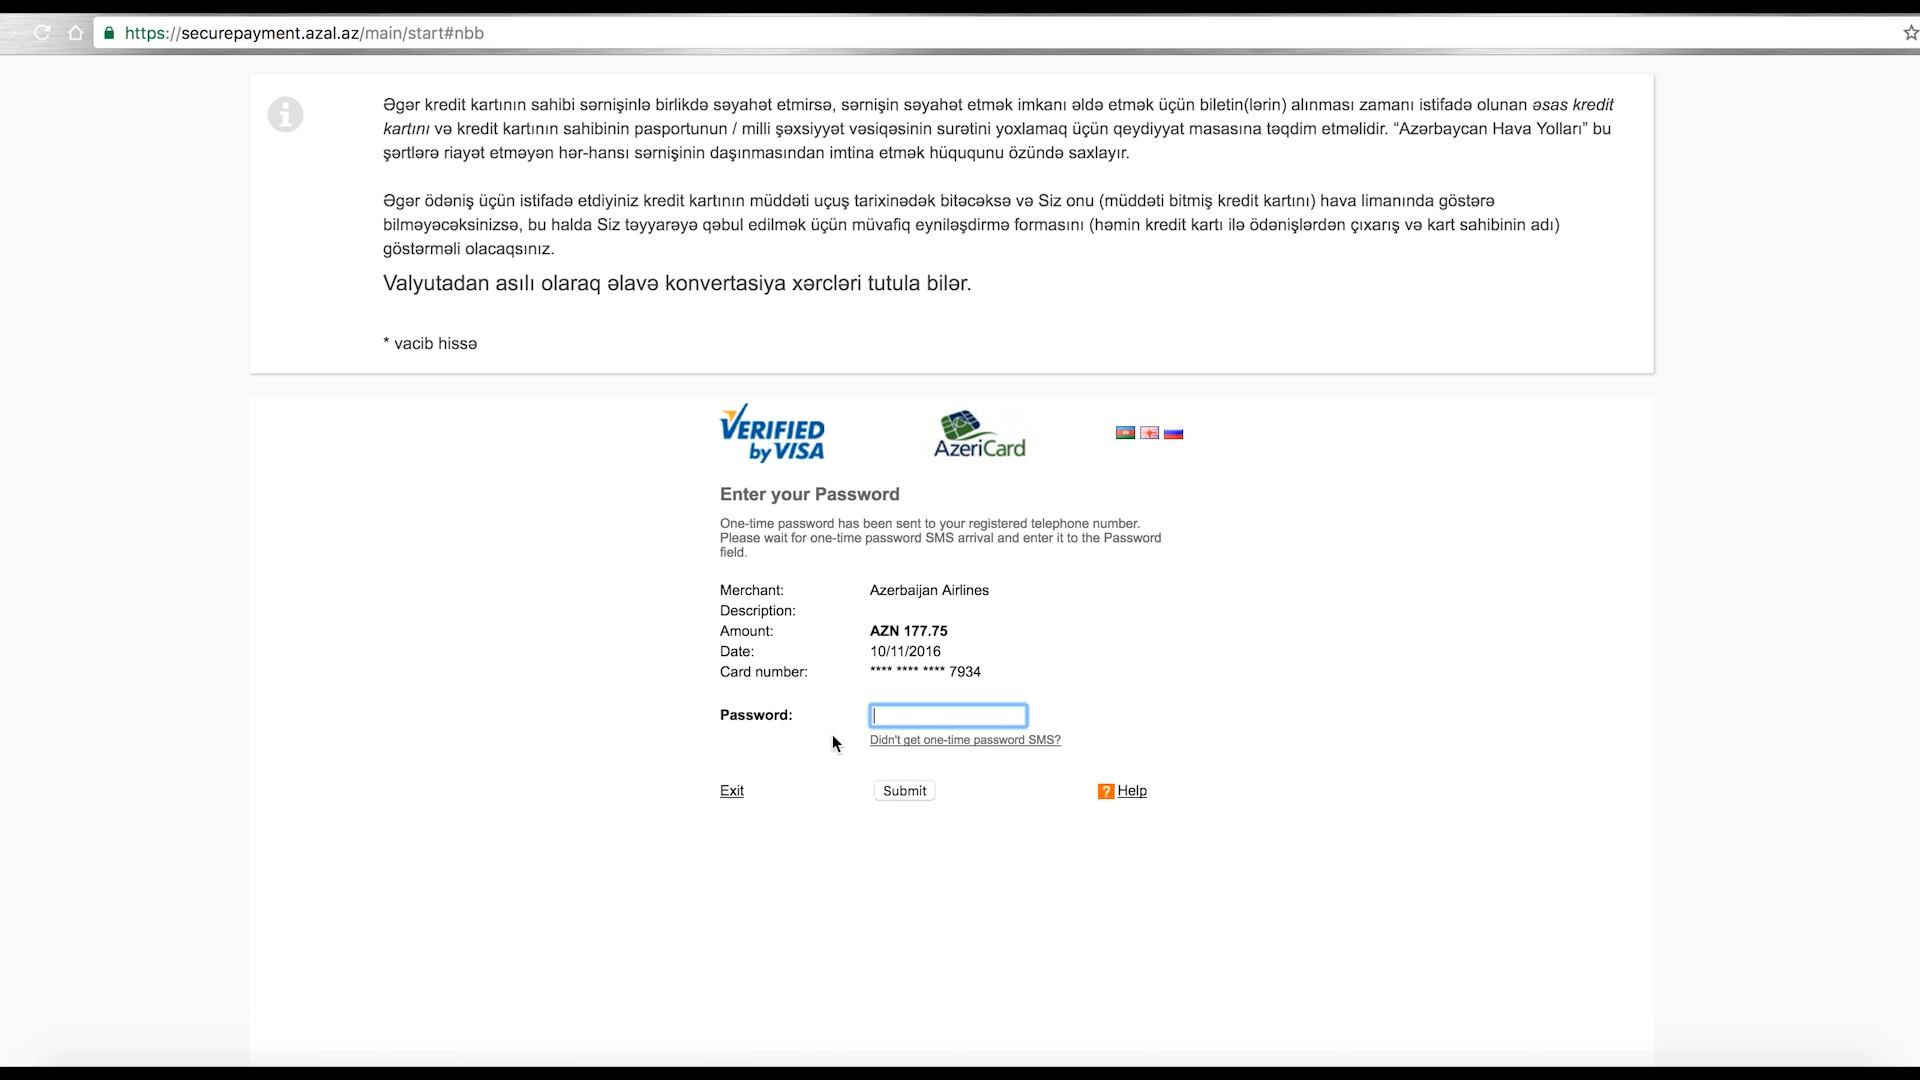 https://securepayment.azal.az/main/start#nbb
Əgər kredit kartının sahibi sərnişinlə birlikdə səyahət etmirsə, sərnişin səyahət etmək imkanı əldə etmək üçün biletin(lərin) alınması zamanı istifadə olunan əsas kredit
kartını və kredit kartının sahibinin pasportunun / milli şəxsiyyət vəsiqəsinin surətini yoxlamaq üçün qeydiyyat masasına təqdim etməlidir. “Azərbaycan Hava Yolları” bu
şərtlərə riayət etməyən hər-hansı sərnişinin daşınmasından imtina etmək hüququnu özündə saxlayır.
Əgər ödəniş üçün istifadə etdiyiniz kredit kartının müddəti uçuş tarixinədək bitəcəksə və Siz onu (müddəti bitmiş kredit kartını) hava limanında göstərə
bilməyəcəksinizsə, bu halda Siz təyyarəyə qəbul edilmək üçün müvafiq eyniləşdirmə formasını (həmin kredit kartı ilə ödənişlərdən çıxarış və kart sahibinin adı)
göstərməli olacaqsınız.
Valyutadan asılı olaraq əlavə konvertasiya xərcləri tutula bilər.
* vacib hissə
VERIFIED
by VISA
AzeriCard
Enter your Password
One-time password has been sent to your registered telephone number.
Please wait for one-time password SMS arrival and enter it to the Password
field.
Merchant: Azerbaijan Airlines
Description:
Amount: AZN 177.75
Date: 10/11/2016
Card number: **** **** **** 7934
Password:
Didn't get one-time password SMS?
Exit Submit ? Help